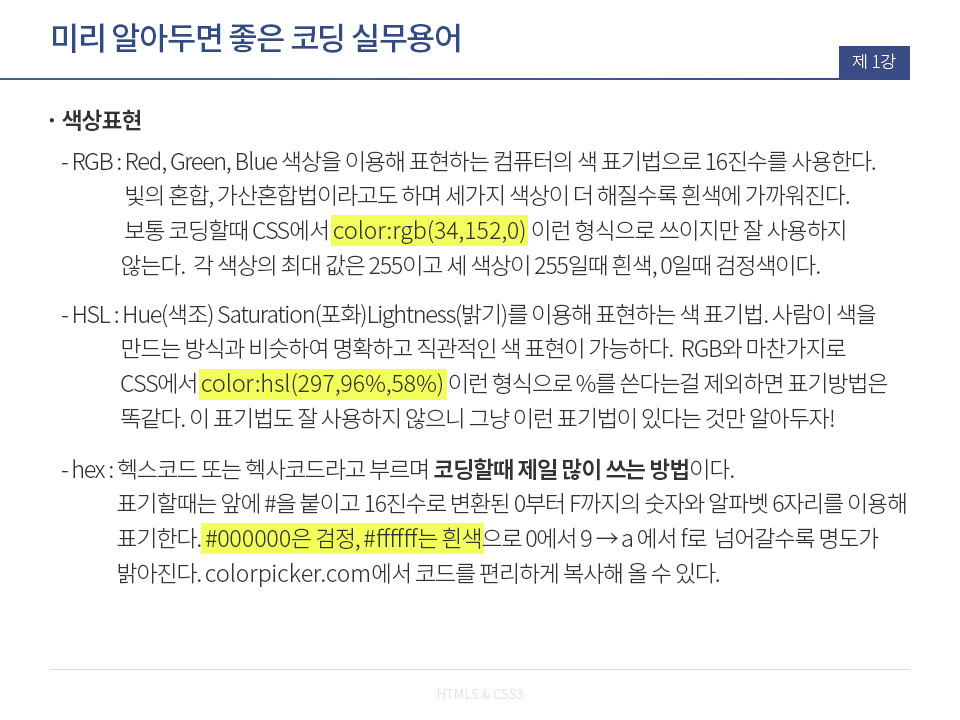 미리 알아두면 좋은 코딩 실무용어
제 1강
· 색상표현
- RGB : Red, Green, Blue 색상을 이용해 표현하는 컴퓨터의 색 표기법으로 16진수를 사용한다.
빛의 혼합, 가산혼합법이라고도 하며 세가지 색상이 더 해질수록 흰색에 가까워진다.
보통 코딩할때 CSS에서 color:rgb(34,152,0) 이런 형식으로 쓰이지만 잘 사용하지
않는다. 각 색상의 최대 값은 255이고 세 색상이 255일때 흰색, 0일때 검정색이다.
- HSL : Hue(색조) Saturation(포화)Lightness(밝기)를 이용해 표현하는 색 표기법. 사람이 색을
만드는 방식과 비슷하여 명확하고 직관적인 색 표현이 가능하다. RGB와 마찬가지로
CSS에서 color:hsl(297,96%,58%) 이런 형식으로 %를 쓴다는걸 제외하면 표기방법은
똑같다. 이 표기법도 잘 사용하지 않으니 그냥 이런 표기법이 있다는 것만 알아두자!
- hex : 헥스코드 또는 헥사코드라고 부르며 코딩할때 제일 많이 쓰는 방법이다.
표기할때는 앞에 #을 붙이고 16진수로 변환된 0부터 F까지의 숫자와 알파벳 6자리를 이용해
표기한다. #000000은 검정, #ffffff는 흰색으로 0에서 9 → a 에서 f로 넘어갈수록 명도가
밝아진다. colorpicker.com에서 코드를 편리하게 복사해 올 수 있다.
HTML5 & CSS3